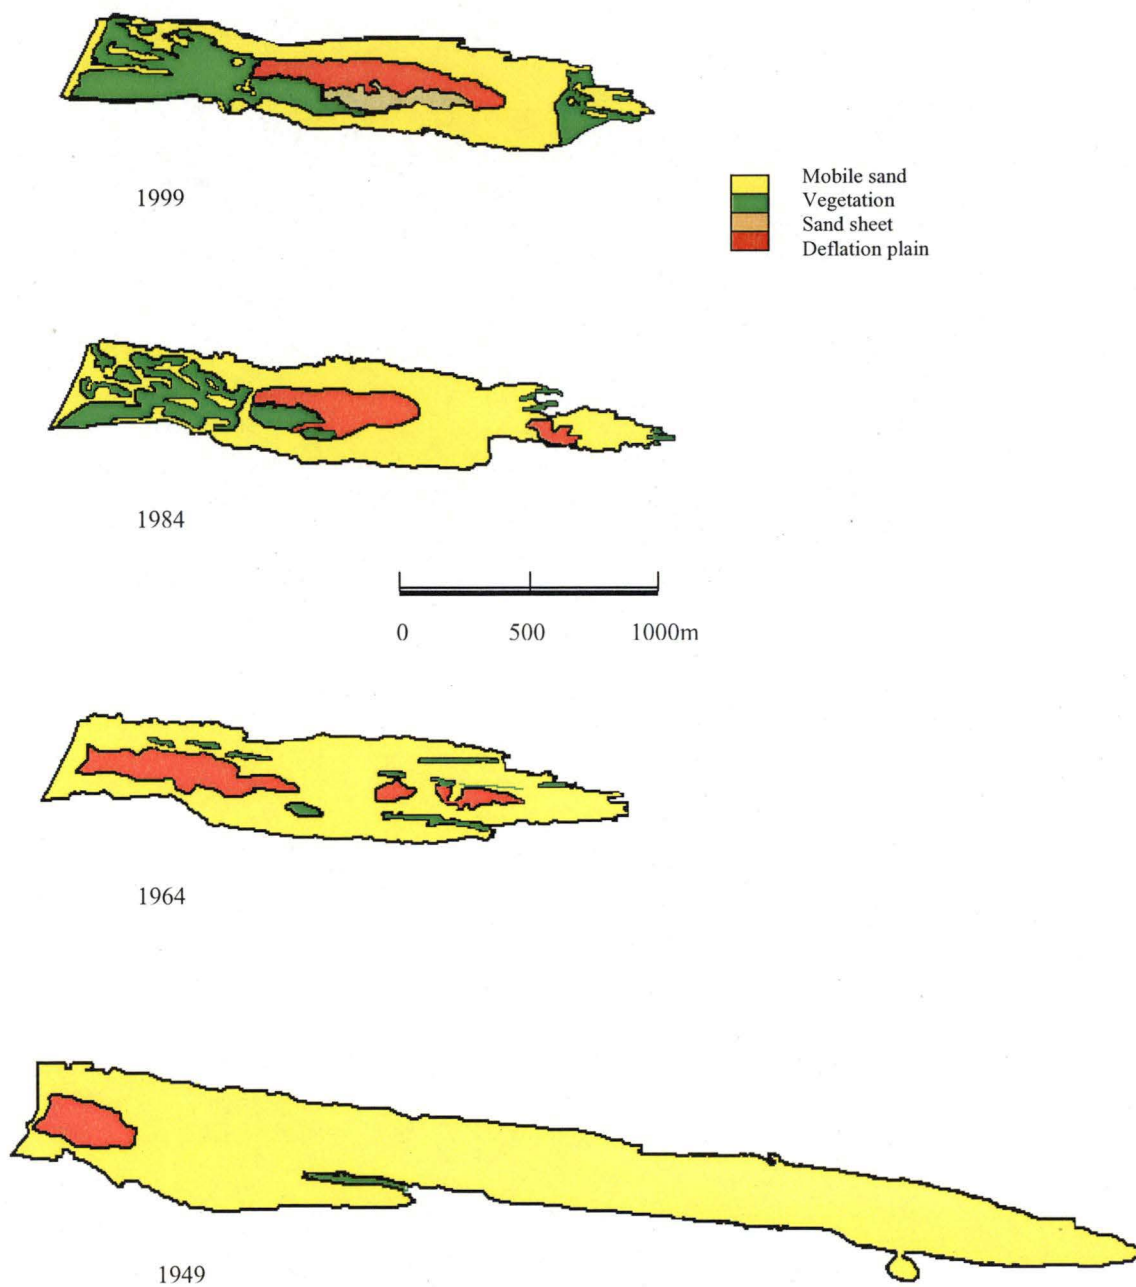 1999
Mobile sand
Vegetation
Sand sheet
Deflation plain
1984
0 500 1000m
1964
1949